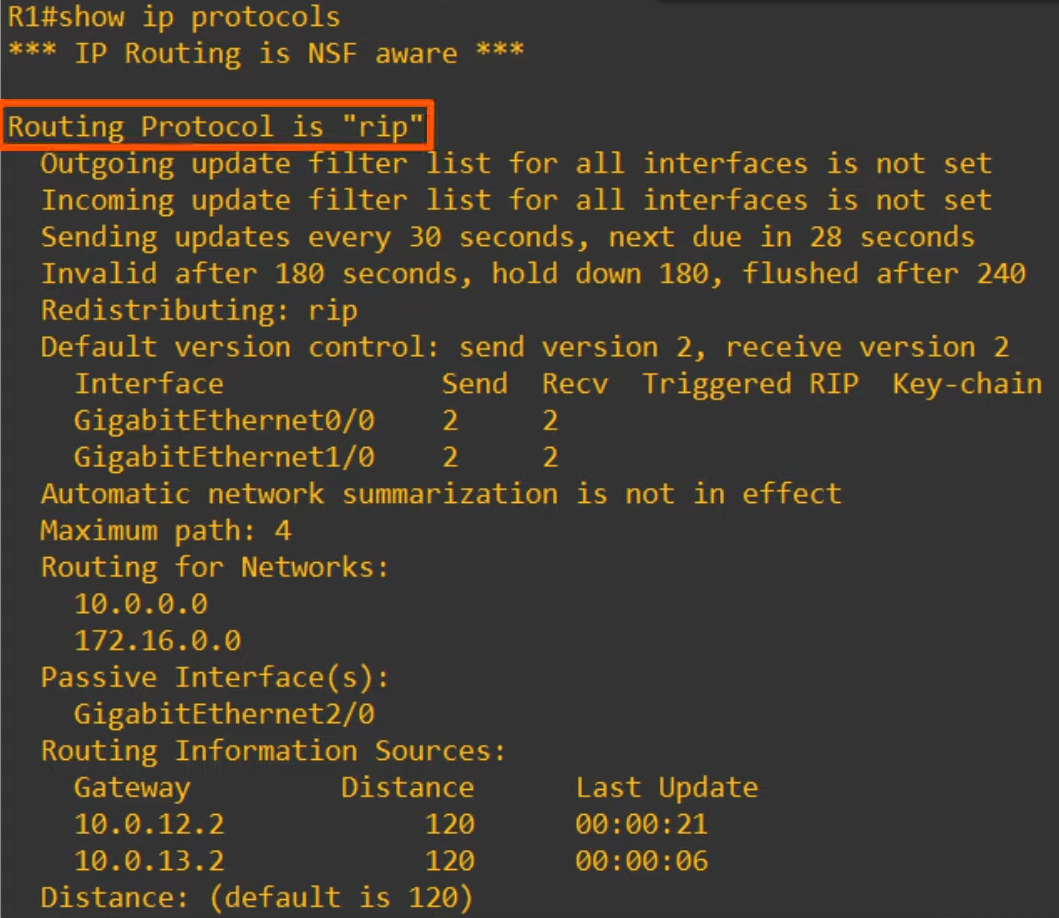 R1#show ip protocols
*** IP Routing is NSF aware ***
Routing Protocol is "rip"
Outgoing update filter list for all interfaces is not set
Incoming update filter list for all interfaces is not set
Sending updates every 30 seconds, next due in 28 seconds
Invalid after 180 seconds, hold down 180, flushed after 240
Redistributing: rip
Default version control: send version 2, receive version 2
Interface Send Recv Triggered RIP Key-chain
GigabitEthernet0/0 2 2
GigabitEthernet1/0 2 2
Automatic network summarization is not in effect
Maximum path: 4
Routing for Networks:
10.0.0.0
172.16.0.0
Passive Interface(s):
GigabitEthernet2/0
Routing Information Sources:
Gateway Distance Last Update
10.0.12.2 120 00:00:21
10.0.13.2 120 00:00:06
Distance: (default is 120)